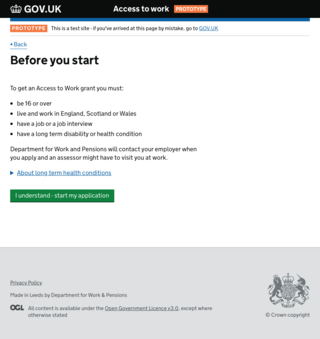 GOV.UK Access to work PROTOTYPE
PROTOTYPE This is a test site - if you've arrived at this page by mistake, go to GOV.UK
Back
Before you start
To get an Access to Work grant you must:
• be 16 or over
• live and work in England, Scotland or Wales
• have a job or a job interview
• have a long term disability or health condition
Department for Work and Pensions will contact your employer when
you apply and an assessor might have to visit you at work.
About long term health conditions
I understand - start my application
Privacy Policy
Made in Leeds by Department for Work & Pensions
OGL All content is available under the Open Government Licence v3.0, except where
otherwise stated
© Crown copyright